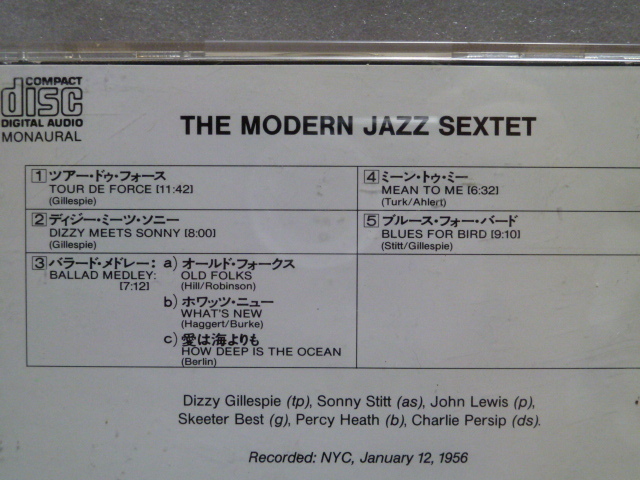 COMPACT
disc
DIGITAL AUDIO
MONAURAL
THE MODERN JAZZ SEXTET
1 ツアー・ドゥ・フォース
TOUR DE FORCE [11:42]
(Gillespie)
2 ディジー・ミーツ・ソニー
DIZZY MEETS SONNY [8:00]
(Gillespie)
3 バラード・メドレー:
BALLAD MEDLEY:
[7:12]
a) オールド・フォークス
OLD FOLKS
(Hill/Robinson)
b) ホワッツ・ニュー
WHAT'S NEW
(Haggert/Burke)
c) 愛は海よりも
HOW DEEP IS THE OCEAN
(Berlin)
4 ミーン・トゥ・ミー
MEAN TO ME [6:32]
(Turk/Ahlert)
5 ブルース・フォー・バード
BLUES FOR BIRD [9:10]
(Stitt/Gillespie)
Dizzy Gillespie (tp), Sonny Stitt (as), John Lewis (p),
Skeeter Best (g), Percy Heath (b), Charlie Persip (ds).
Recorded: NYC, January 12, 1956